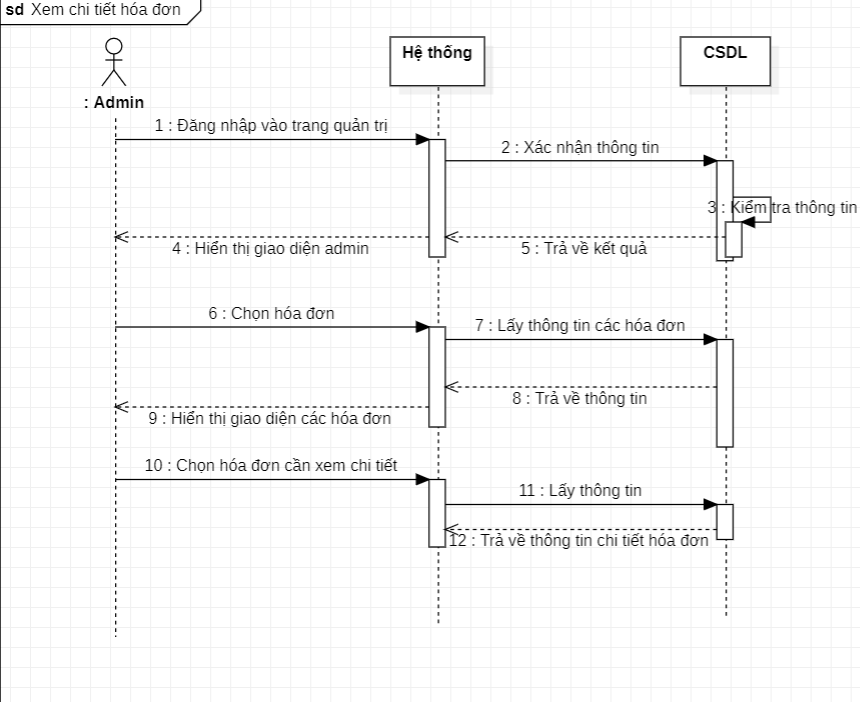 sd Xem chi tiết hóa đơn
Hệ thống
CSDL
: Admin
1 : Đăng nhập vào trang quản trị
2 : Xác nhận thông tin
3 : Kiểm tra thông tin
4 : Hiển thị giao diện admin
5 : Trả về kết quả
6 : Chọn hóa đơn
7 : Lấy thông tin các hóa đơn
8 : Trả về thông tin
9 : Hiển thị giao diện các hóa đơn
10 : Chọn hóa đơn cần xem chi tiết
11 : Lấy thông tin
12 : Trả về thông tin chi tiết hóa đơn